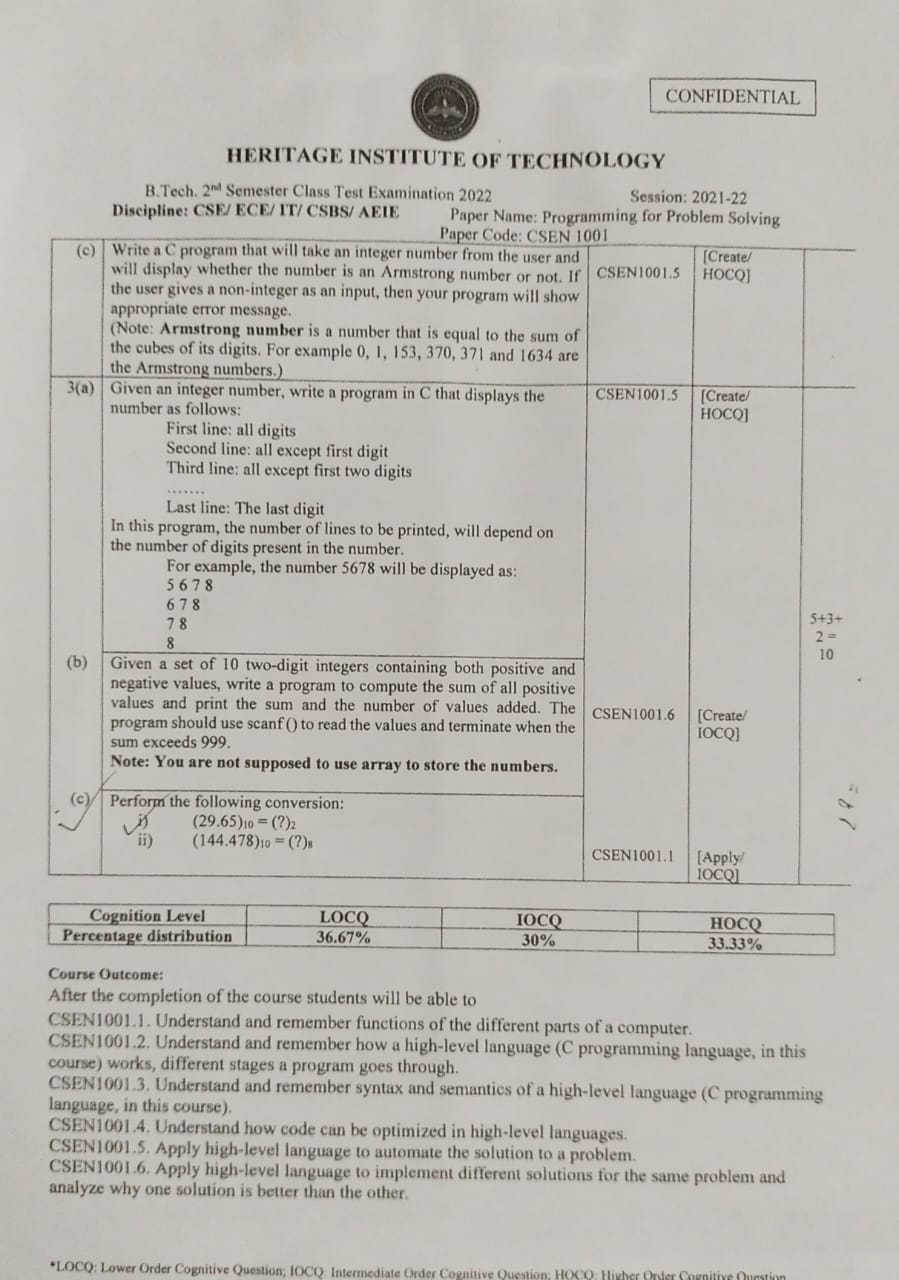 CONFIDENTIAL
HERITAGE INSTITUTE OF TECHNOLOGY
B.Tech. 2nd Semester Class Test Examination 2022 Session: 2021-22
Discipline: CSE/ ECE/ IT/ CSBS/ AEIE Paper Name: Programming for Problem Solving
Paper Code: CSEN 1001
(c) Write a C program that will take an integer number from the user and [Create/
will display whether the number is an Armstrong number or not. If CSEN1001.5 HOCQ]
the user gives a non-integer as an input, then your program will show
appropriate error message.
(Note: Armstrong number is a number that is equal to the sum of
the cubes of its digits. For example 0, 1, 153, 370, 371 and 1634 are
the Armstrong numbers.)
3(a) Given an integer number, write a program in C that displays the CSEN1001.5 [Create/
number as follows: HOCQ]
First line: all digits
Second line: all except first digit
Third line: all except first two digits
.......
Last line: The last digit
In this program, the number of lines to be printed, will depend on
the number of digits present in the number.
For example, the number 5678 will be displayed as:
5 6 7 8
6 7 8
7 8
8
5+3+
2 =
10
(b) Given a set of 10 two-digit integers containing both positive and
negative values, write a program to compute the sum of all positive
values and print the sum and the number of values added. The CSEN1001.6 [Create/
program should use scanf () to read the values and terminate when the IOCQ]
sum exceeds 999.
Note: You are not supposed to use array to store the numbers.
(c) Perform the following conversion:
i) (29.65)10 = (?)2
ii) (144.478)10 = (?)8
CSEN1001.1 [Apply/
IOCQ]
Cognition Level LOCQ IOCQ HOCQ
Percentage distribution 36.67% 30% 33.33%
Course Outcome:
After the completion of the course students will be able to
CSEN1001.1. Understand and remember functions of the different parts of a computer.
CSEN1001.2. Understand and remember how a high-level language (C programming language, in this
course) works, different stages a program goes through.
CSEN1001.3. Understand and remember syntax and semantics of a high-level language (C programming
language, in this course).
CSEN1001.4. Understand how code can be optimized in high-level languages.
CSEN1001.5. Apply high-level language to automate the solution to a problem.
CSEN1001.6. Apply high-level language to implement different solutions for the same problem and
analyze why one solution is better than the other.
*LOCQ: Lower Order Cognitive Question; IOCQ: Intermediate Order Cognitive Question; HOCQ: Higher Order Cognitive Question